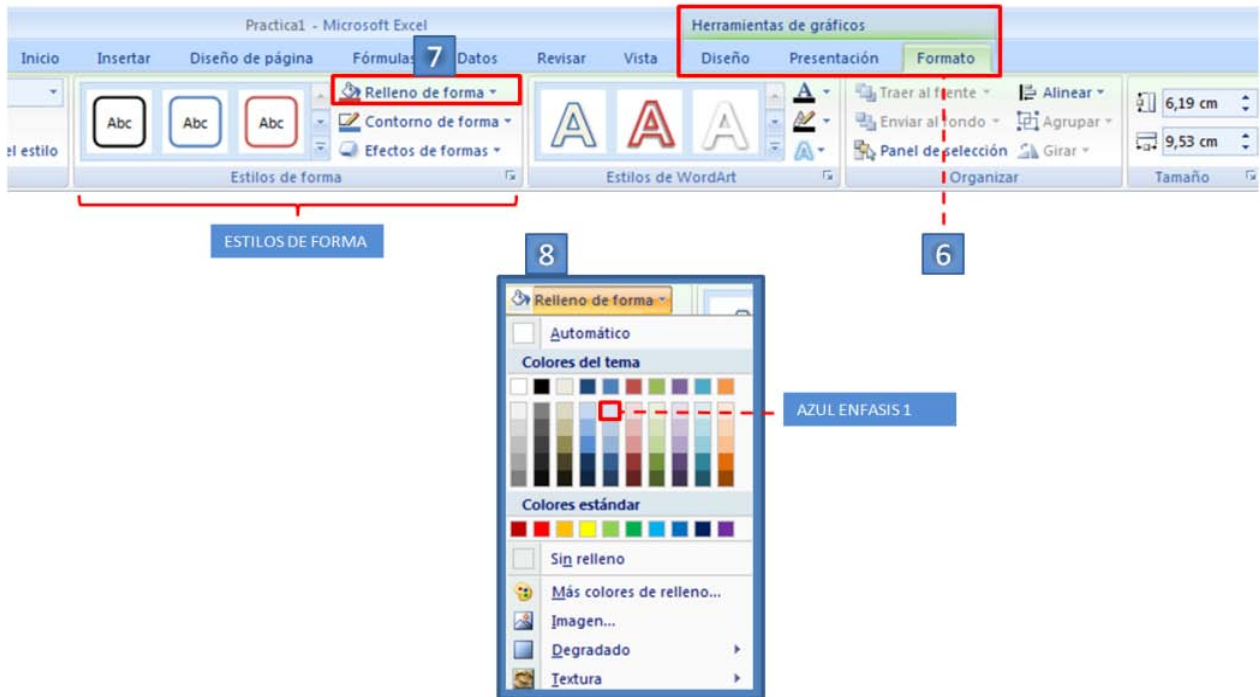 Practica1 - Microsoft Excel Herramientas de gráficos
Inicio Insertar Diseño de página Fórmulas 7 Datos Revisar Vista Diseño Presentación Formato
Relleno de forma Traer al frente Alinear 6,19 cm
Abc Abc Abc Contorno de forma A A A A Enviar al fondo Agrupar
el estilo Efectos de formas A Panel de selección Girar 9,53 cm
Estilos de forma Estilos de WordArt Organizar Tamaño
ESTILOS DE FORMA
8 6
Relleno de forma
Automático
Colores del tema
AZUL ENFASIS 1
Colores estándar
Sin relleno
Más colores de relleno...
Imagen...
Degradado
Textura